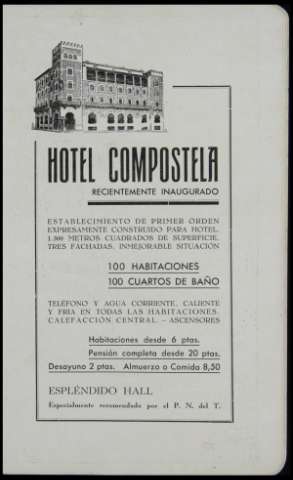 HOTEL COMPOSTELA
RECIENTEMENTE INAUGURADO
ESTABLECIMIENTO DE PRIMER ORDEN
EXPRESAMENTE CONSTRUIDO PARA HOTEL.
1.300 METROS CUADRADOS DE SUPERFICIE.
TRES FACHADAS. INMEJORABLE SITUACIÓN
100 HABITACIONES
100 CUARTOS DE BAÑO
TELÉFONO Y AGUA CORRIENTE, CALIENTE
Y FRIA EN TODAS LAS HABITACIONES.
CALEFACCIÓN CENTRAL. - ASCENSORES
Habitaciones desde 6 ptas.
Pensión completa desde 20 ptas.
Desayuno 2 ptas. Almuerzo o Comida 8,50
ESPLÉNDIDO HALL
Especialmente recomendado por el P. N. del T.